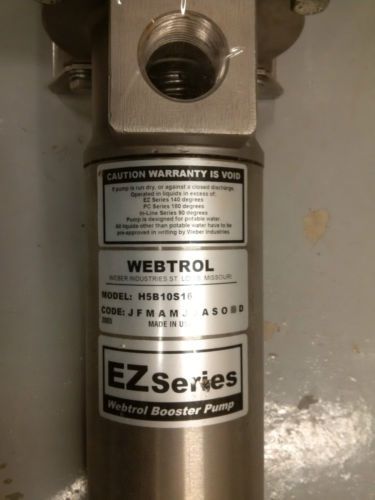 CAUTION WARRANTY IS VOID
If pump is run dry, or against a closed discharge.
Operated in liquids in excess of:
EZ Series 140 degrees
PC Series 180 degrees
In-Line Series 90 degrees
Pump is designed for potable water.
All liquids other than potable water have to be
pre-approved in writing by Weber Industries
WEBTROL
WEBER INDUSTRIES ST. LOUIS MISSOURI
MODEL: H5B10S16
CODE: J F M A M J A S O D
MADE IN US
EZ Series
Webtrol Booster Pump